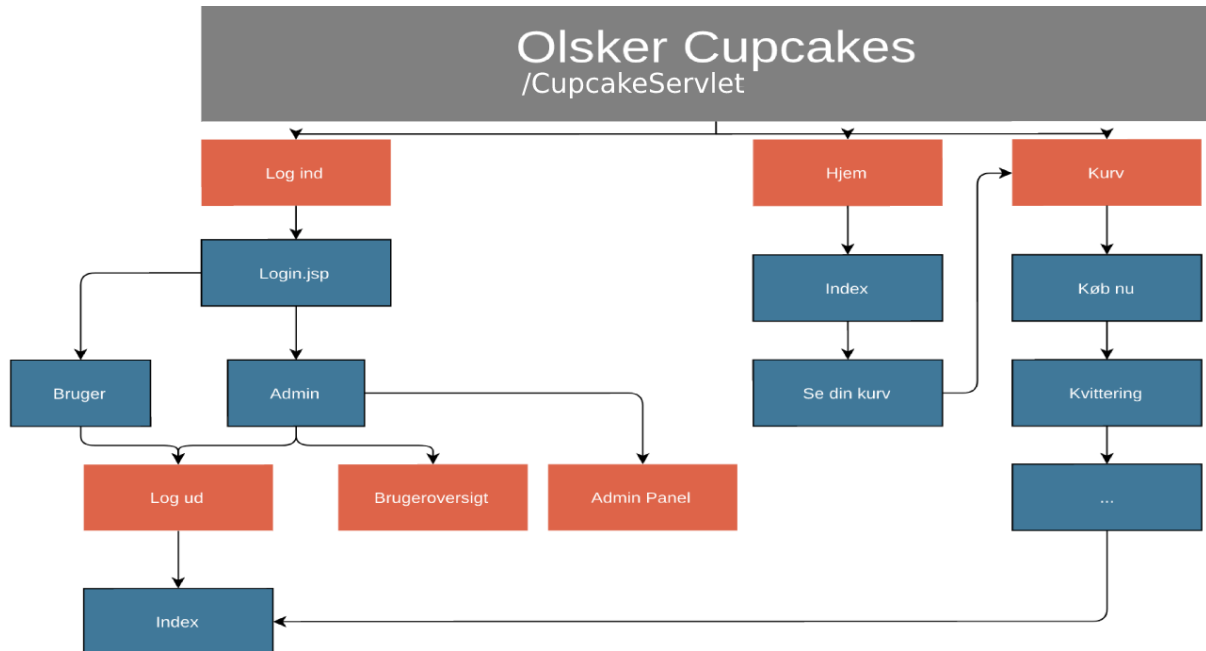 Olsker Cupcakes
/CupcakeServlet
Log ind
Hjem
Kurv
Login.jsp
Index
Køb nu
Bruger
Admin
Se din kurv
Kvittering
Log ud
Brugeroversigt
Admin Panel
...
Index